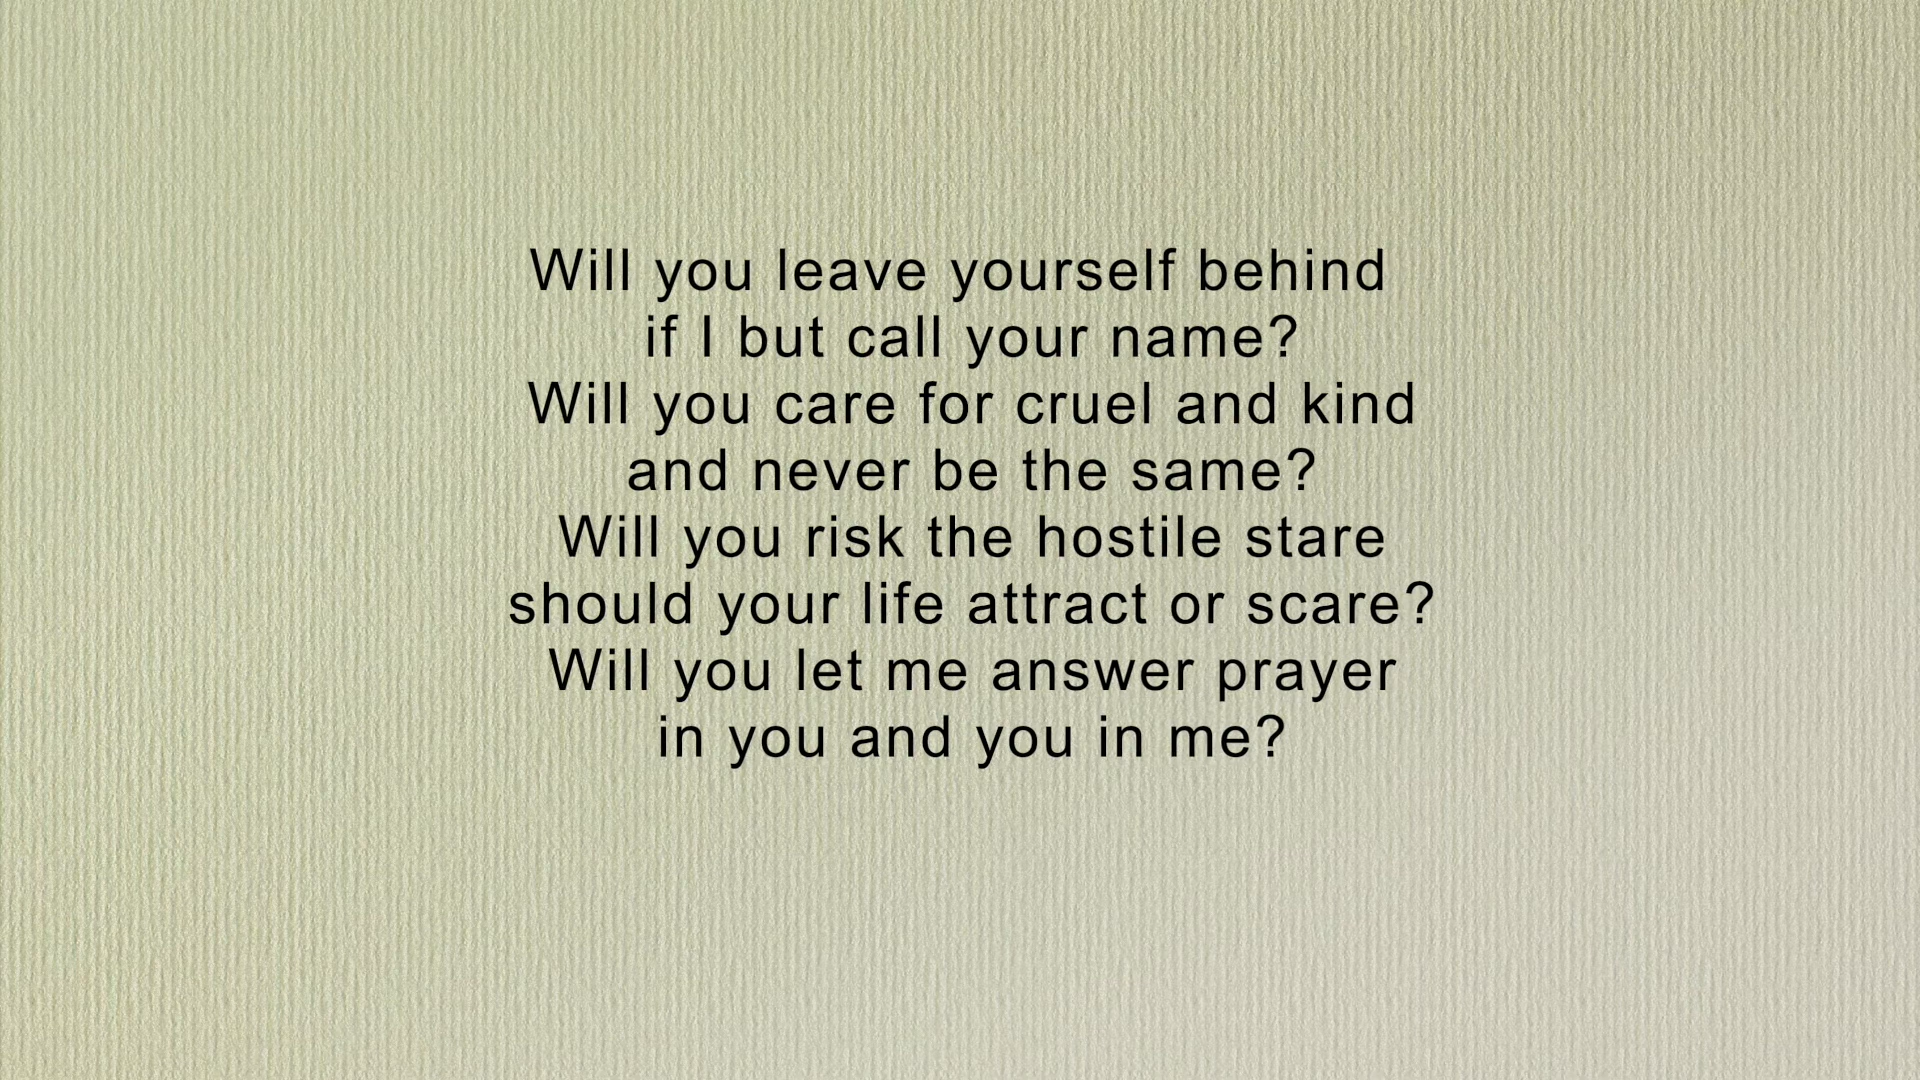 Will you leave yourself behind
if I but call your name?
Will you care for cruel and kind
and never be the same?
Will you risk the hostile stare
should your life attract or scare?
Will you let me answer prayer
in you and you in me?